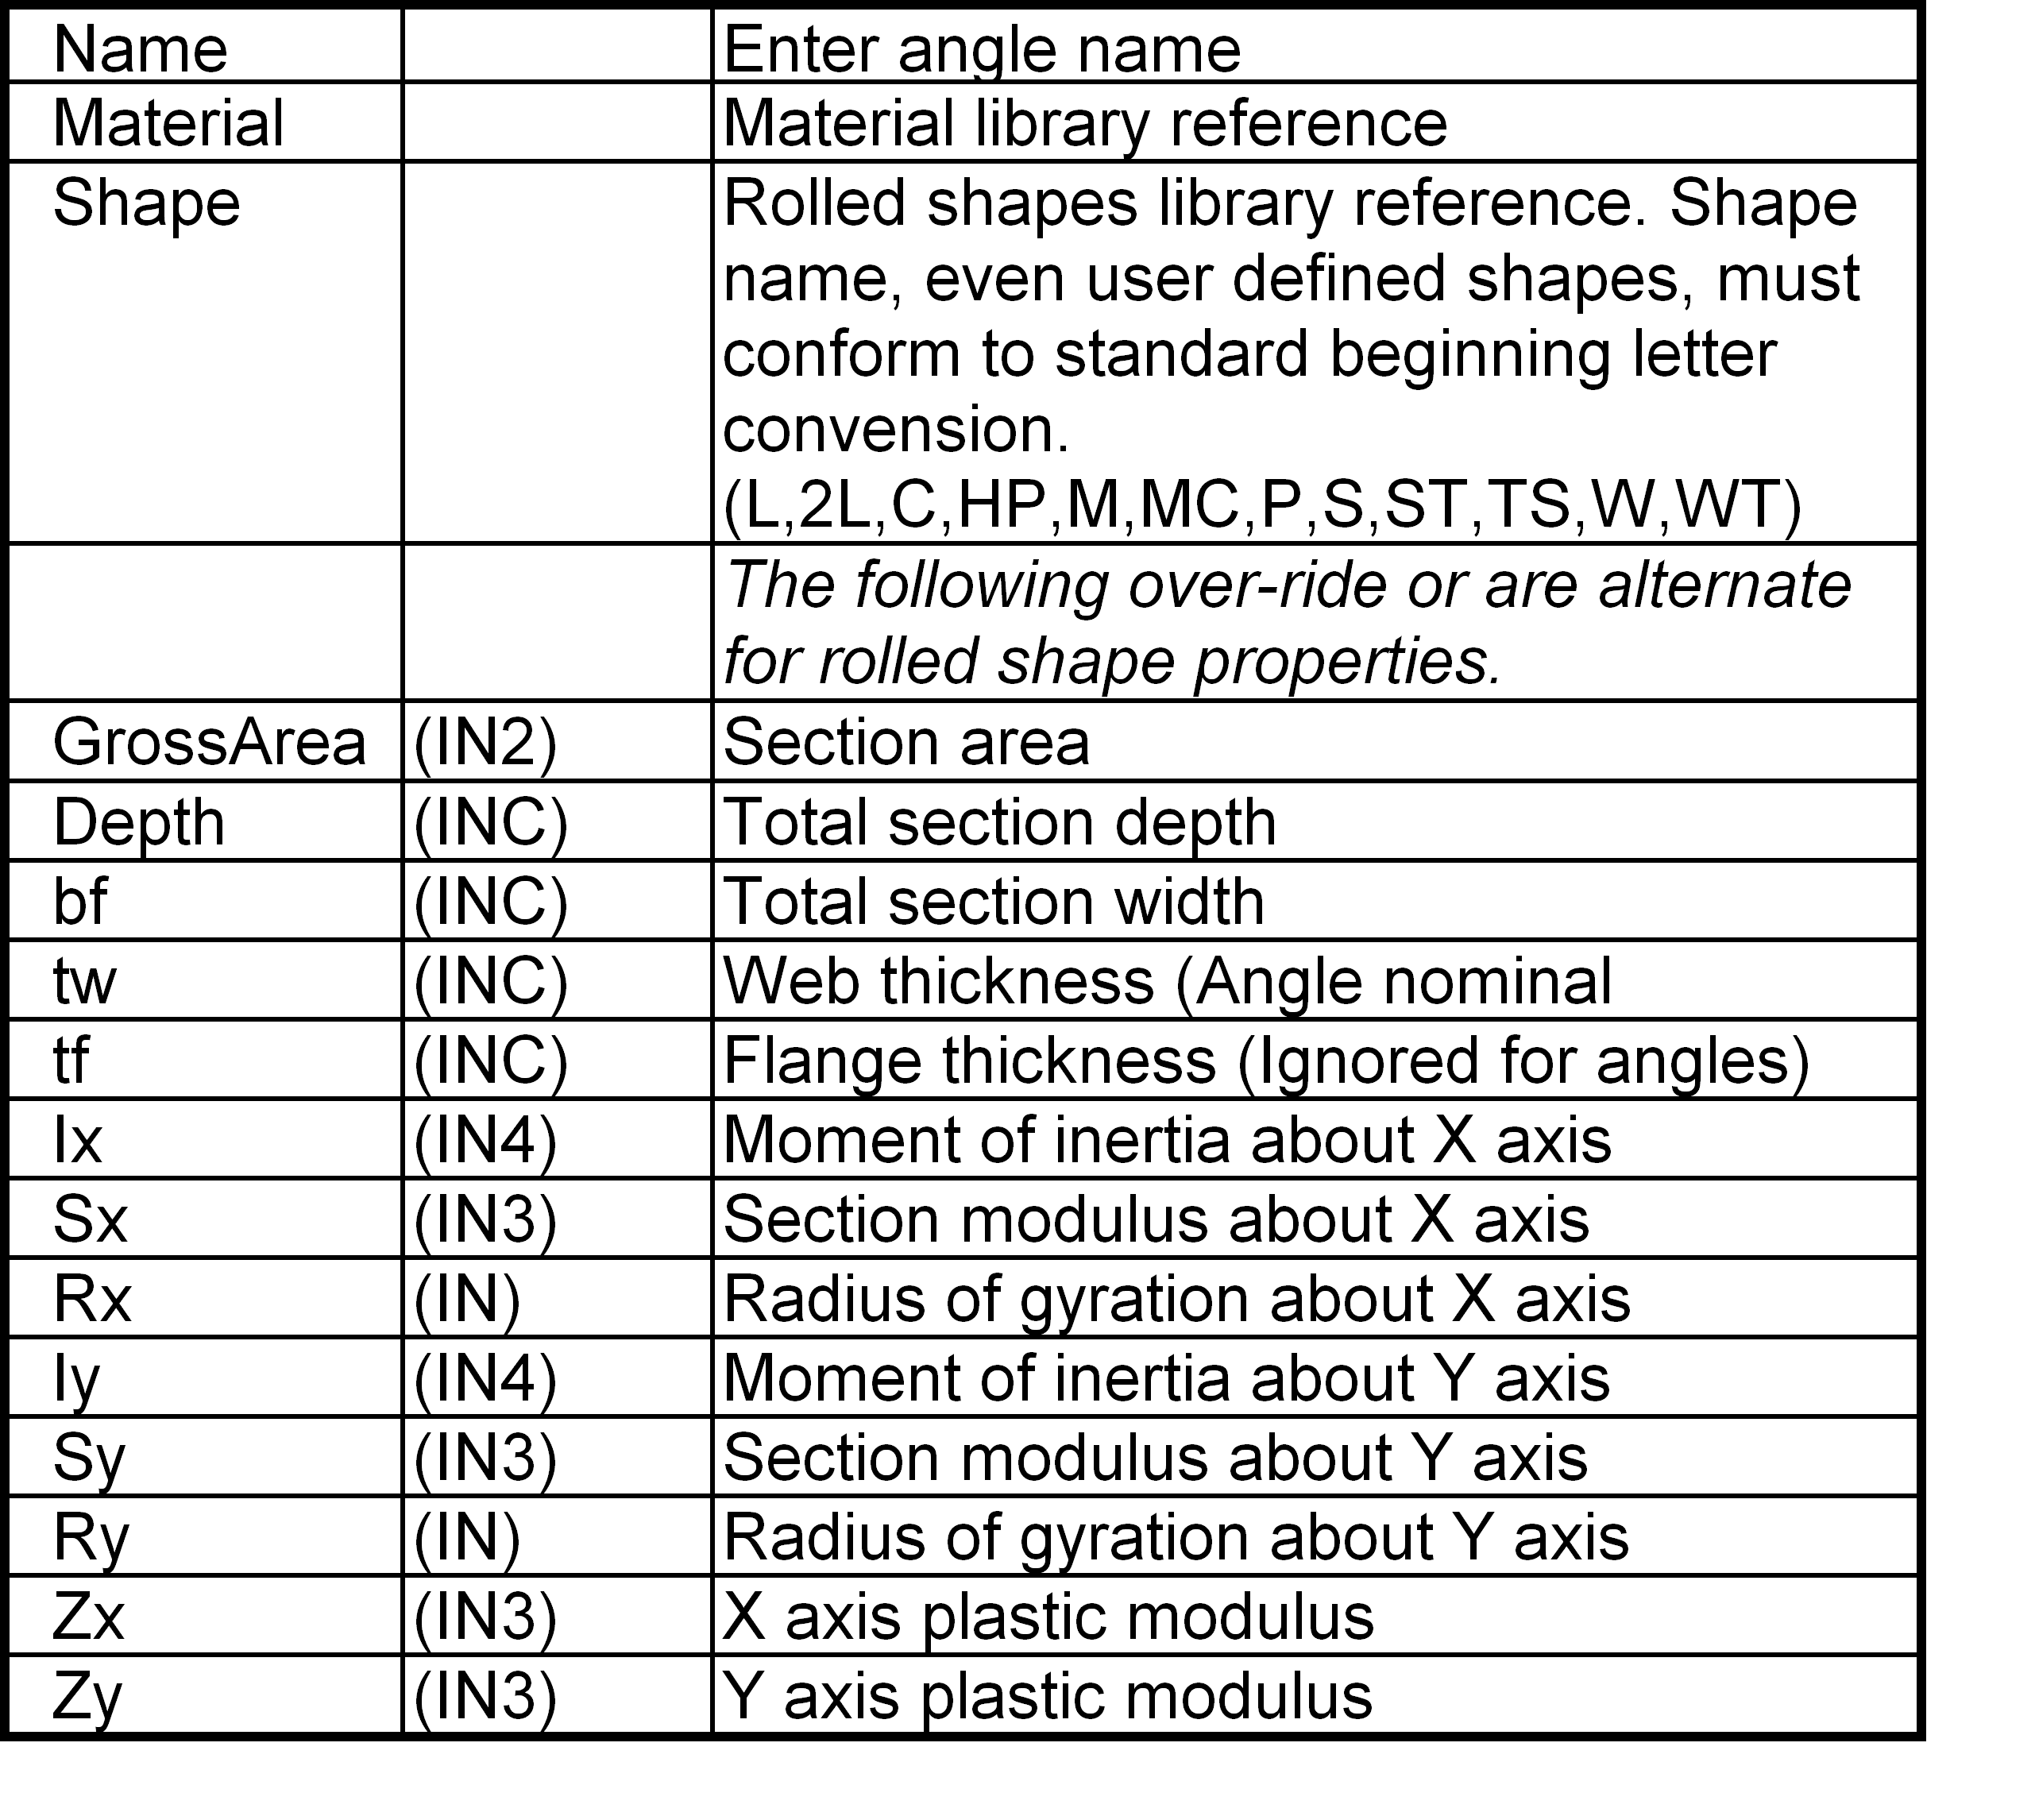 Name Enter angle name
Material Material library reference
Shape Rolled shapes library reference. Shape
name, even user defined shapes, must
conform to standard beginning letter
convension.
(L,2L,C,HP,M,MC,P,S,ST,TS,W,WT)
The following over-ride or are alternate
for rolled shape properties.
GrossArea (IN2) Section area
Depth (INC) Total section depth
bf (INC) Total section width
tw (INC) Web thickness (Angle nominal
tf (INC) Flange thickness (Ignored for angles)
Ix (IN4) Moment of inertia about X axis
Sx (IN3) Section modulus about X axis
Rx (IN) Radius of gyration about X axis
Iy (IN4) Moment of inertia about Y axis
Sy (IN3) Section modulus about Y axis
Ry (IN) Radius of gyration about Y axis
Zx (IN3) X axis plastic modulus
Zy (IN3) Y axis plastic modulus